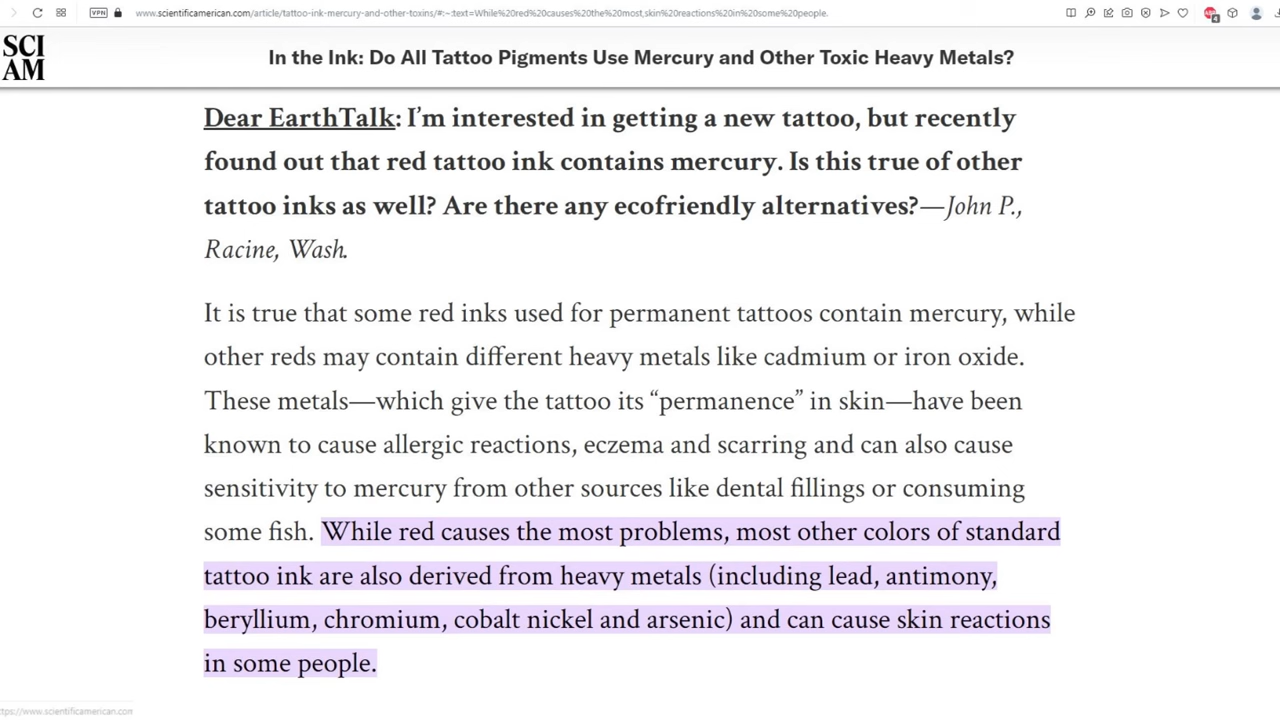 VPN
www.scientificamerican.com/article/tattoo-ink-mercury-and-other-toxins/#:~:text=While%20red%20causes%20the%20most,skin%20reactions%20in%20some%20people.
4
SCI
AM
In the Ink: Do All Tattoo Pigments Use Mercury and Other Toxic Heavy Metals?
Dear EarthTalk: I’m interested in getting a new tattoo, but recently
found out that red tattoo ink contains mercury. Is this true of other
tattoo inks as well? Are there any ecofriendly alternatives?—John P.,
Racine, Wash.
It is true that some red inks used for permanent tattoos contain mercury, while
other reds may contain different heavy metals like cadmium or iron oxide.
These metals—which give the tattoo its “permanence” in skin—have been
known to cause allergic reactions, eczema and scarring and can also cause
sensitivity to mercury from other sources like dental fillings or consuming
some fish. While red causes the most problems, most other colors of standard
tattoo ink are also derived from heavy metals (including lead, antimony,
beryllium, chromium, cobalt nickel and arsenic) and can cause skin reactions
in some people.
ttps://www.scientificamerican.com